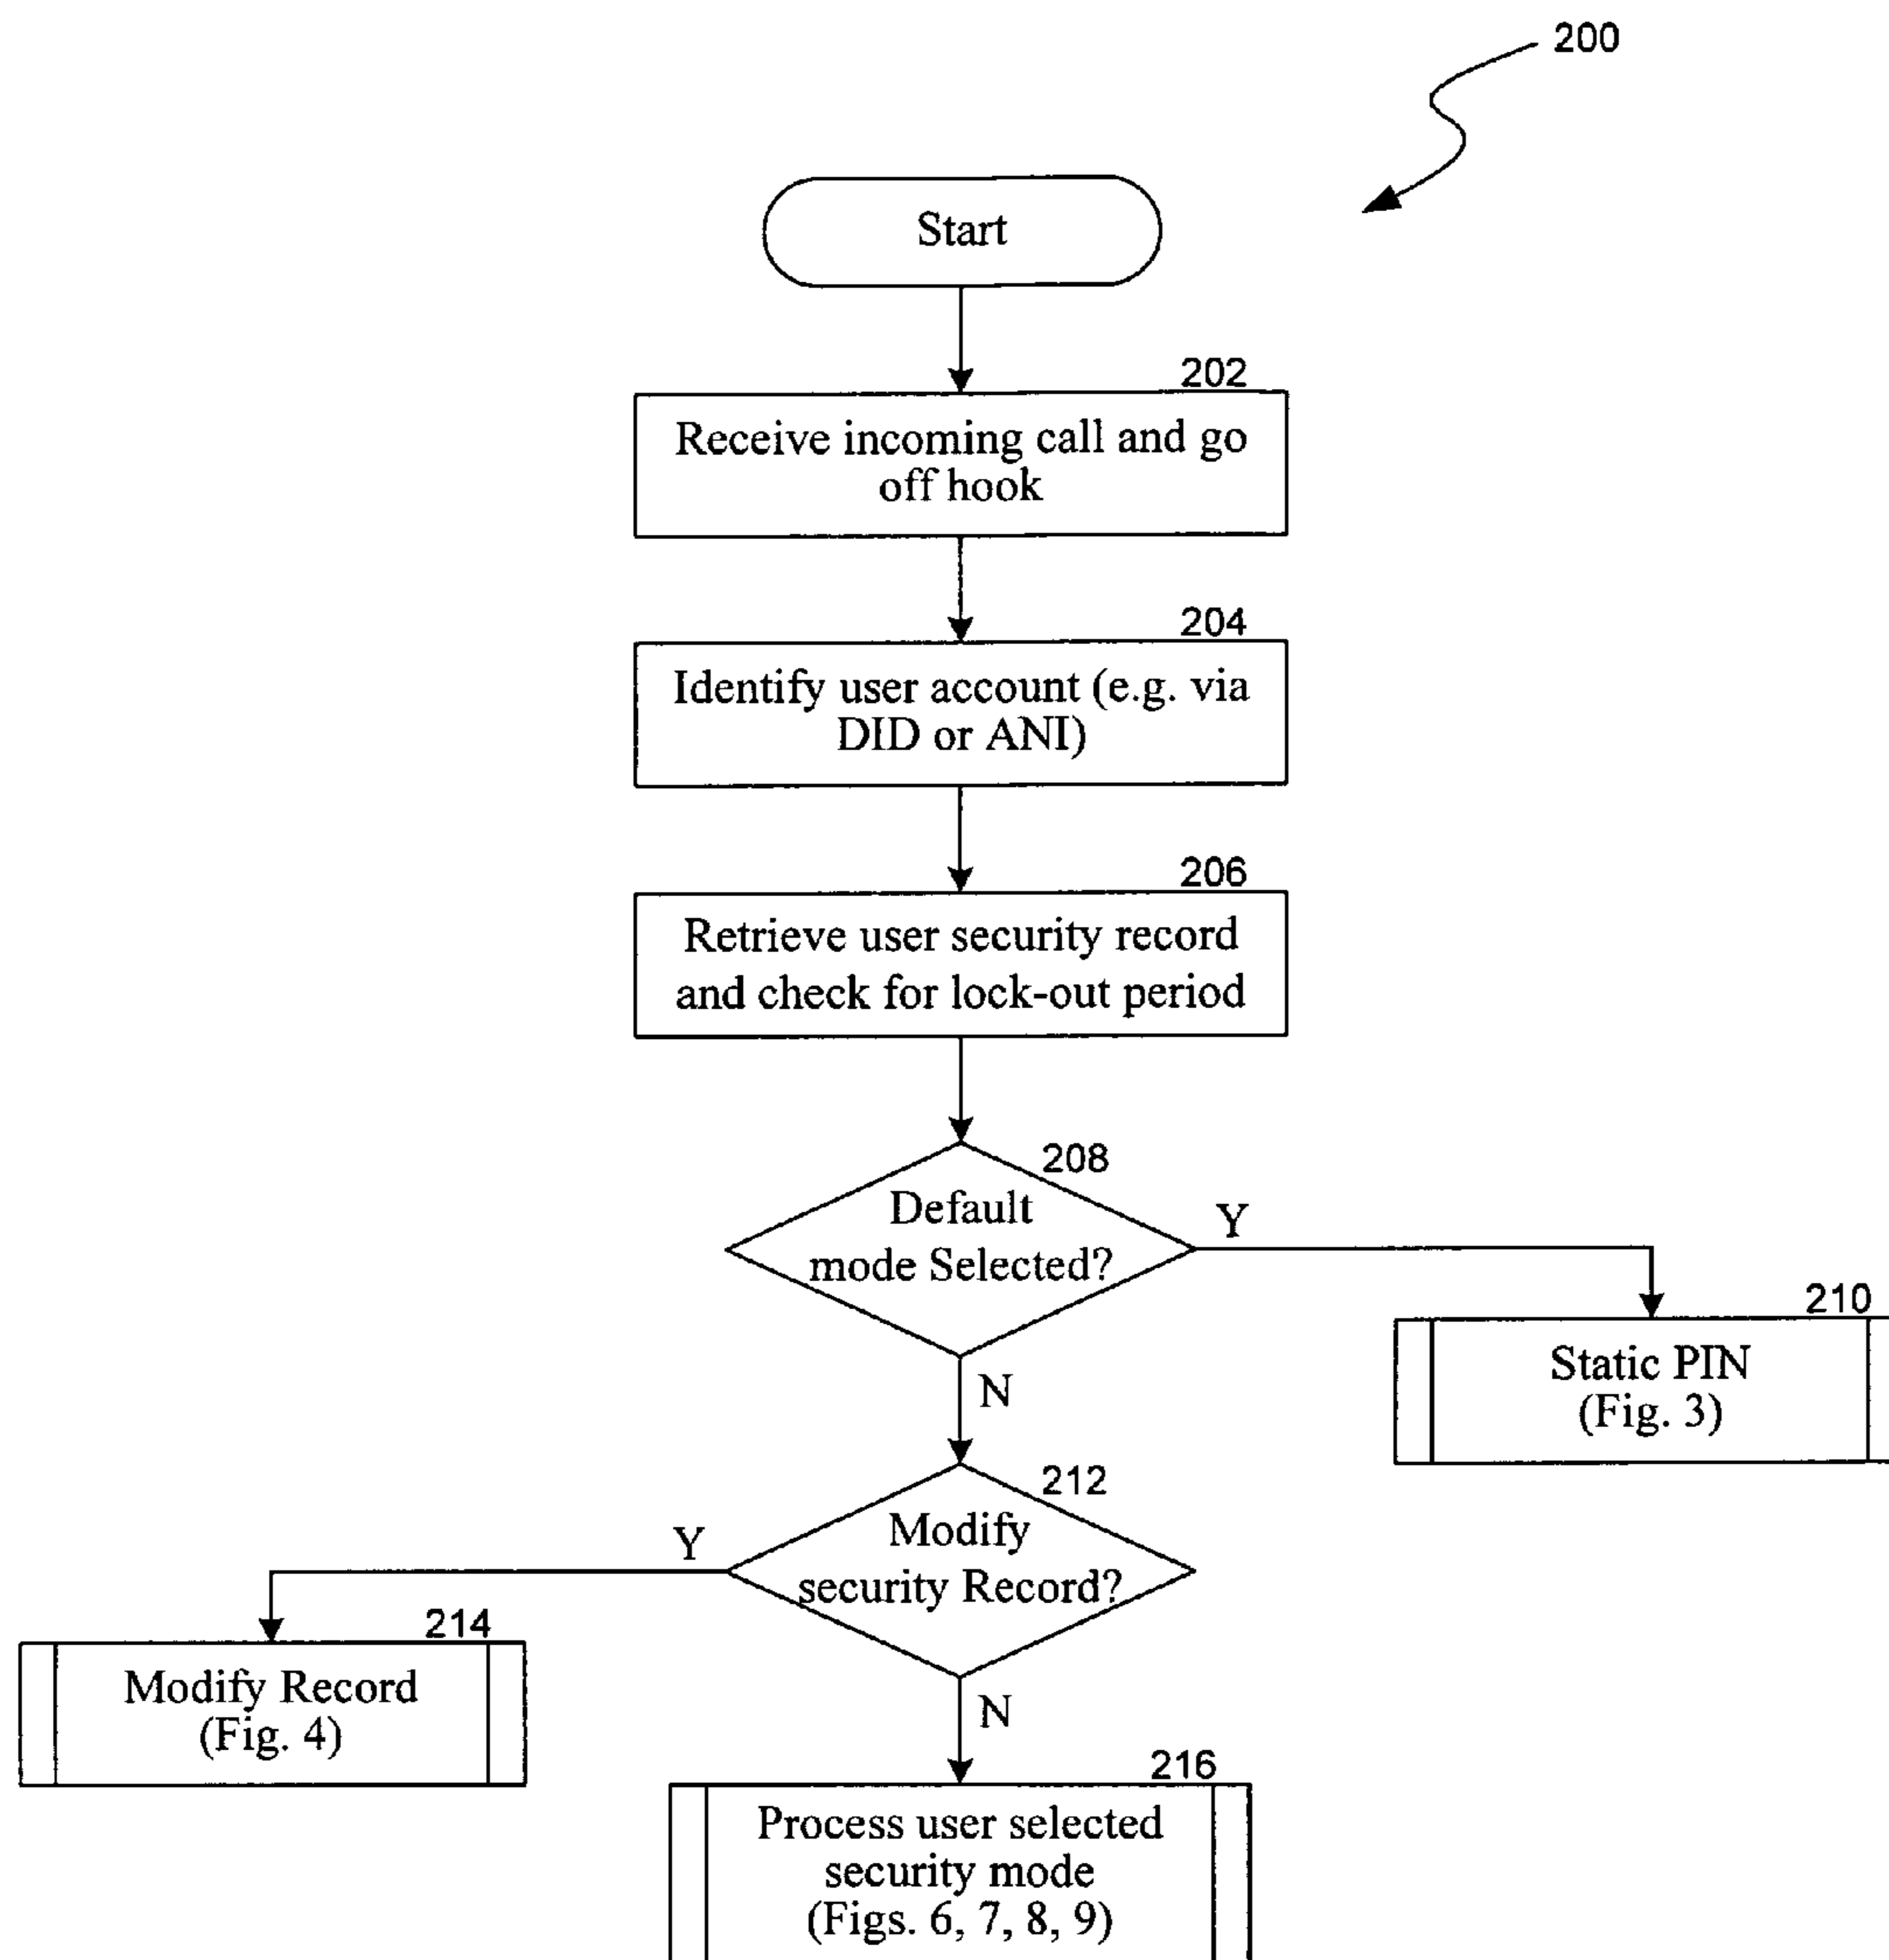 200
Start
202
Receive incoming call and go
off hook
204
Identify user account (e.g. via
DID or ANI)
206
Retrieve user security record
and check for lock-out period
208
Default
mode Selected?
Y
210
Static PIN
(Fig. 3)
N
212
Modify
security Record?
Y
214
Modify Record
(Fig. 4)
N
216
Process user selected
security mode
(Figs. 6, 7, 8, 9)